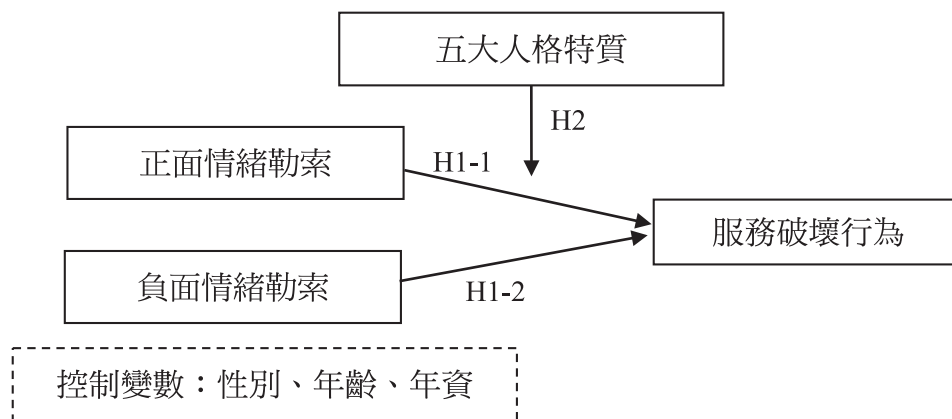 五大人格特質
H2
正面情緒勒索
H1-1
服務破壞行為
負面情緒勒索
H1-2
控制變數：性別、年齡、年資